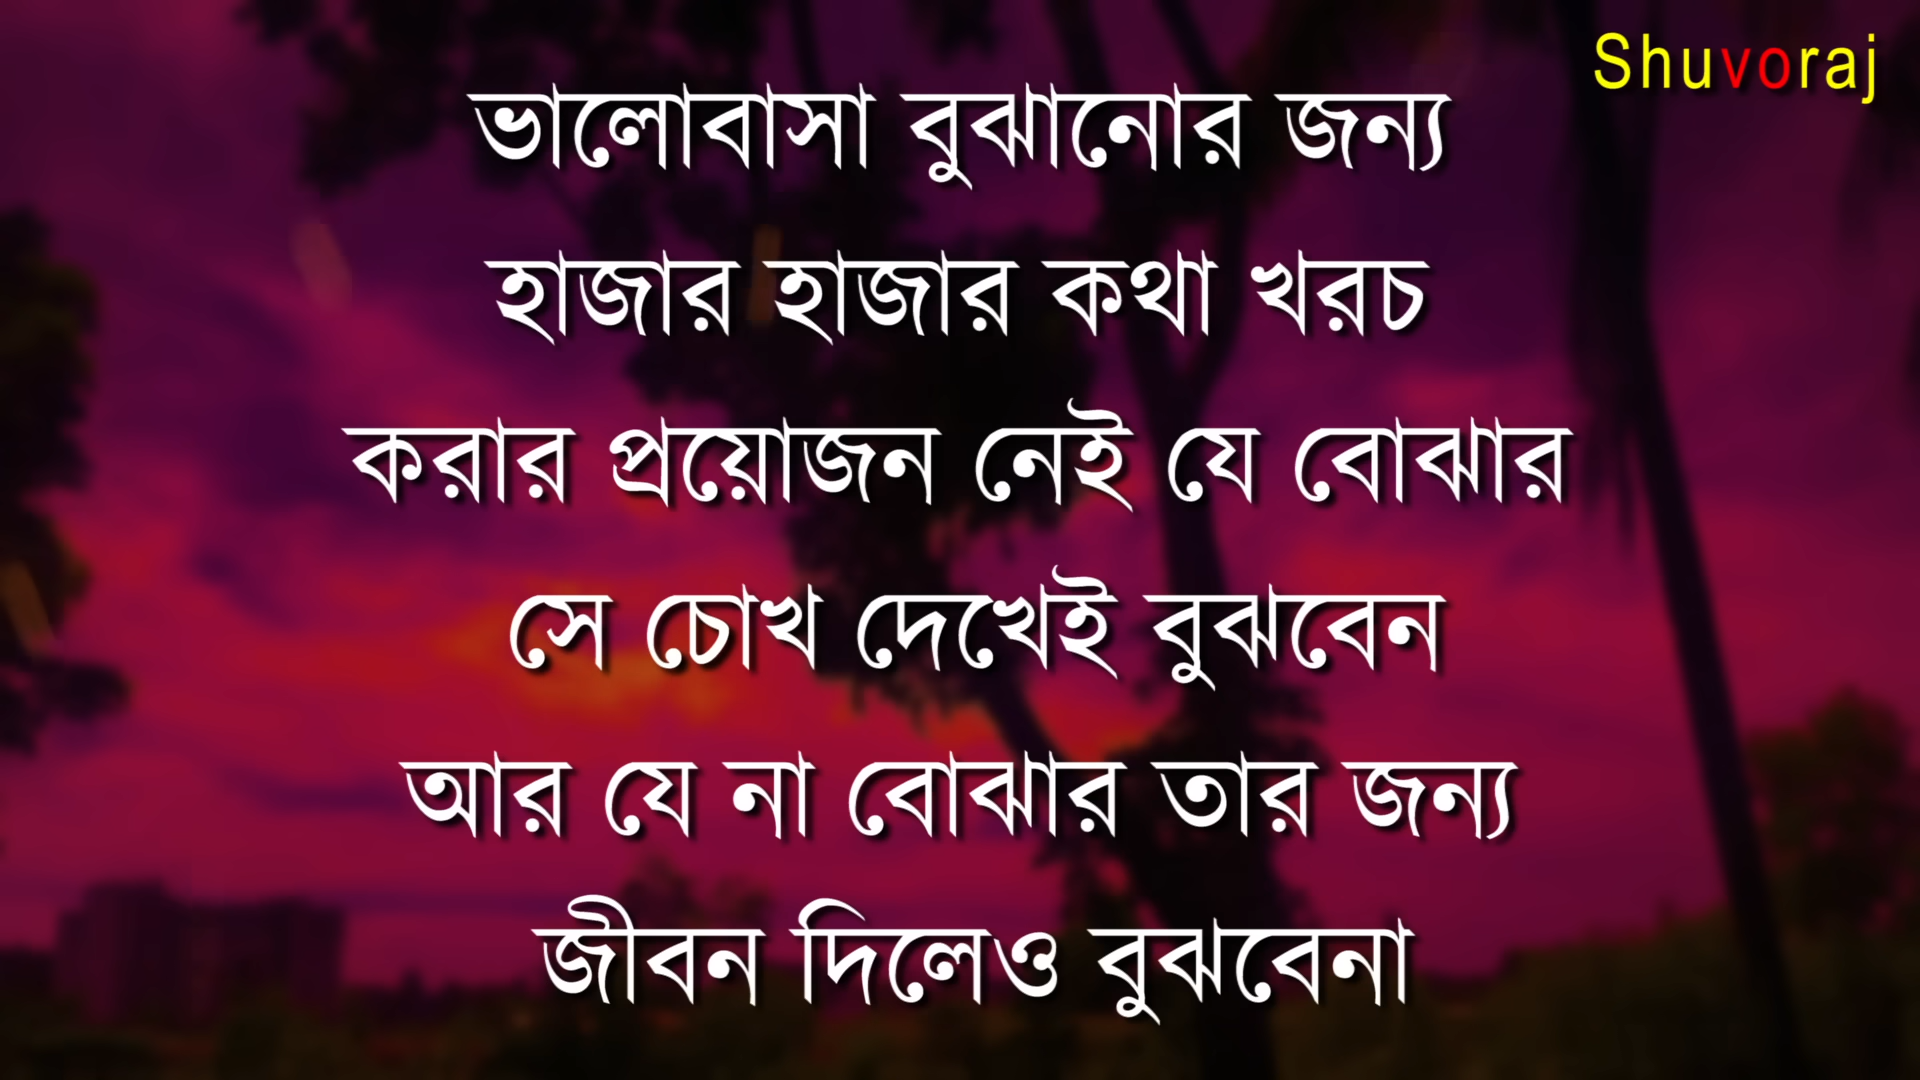 Shuvoraj
ভালোবাসা বুঝানোর জন্য
হাজার হাজার কথা খরচ
করার প্রয়োজন নেই যে বোঝার
সে চোখ দেখেই বুঝবেন
আর যে না বোঝার তার জন্য
জীবন দিলেও বুঝবেনা